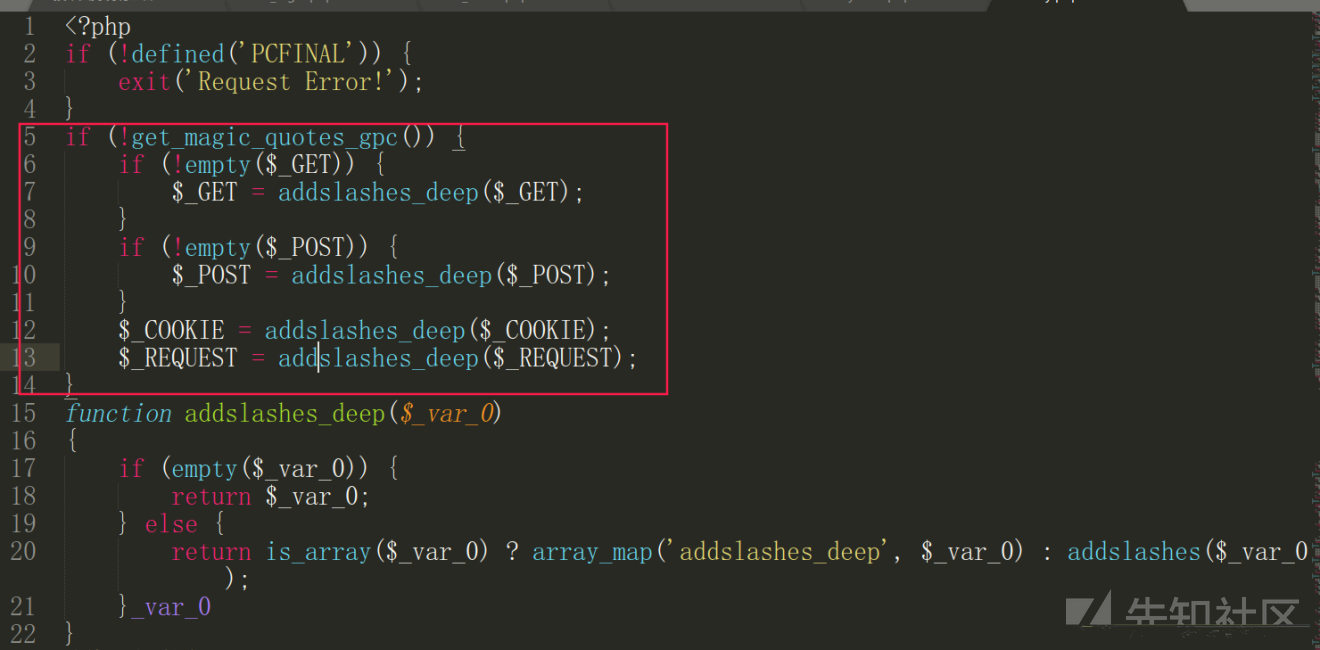 1 <?php
2 if (!defined('PCFINAL')) {
3 exit('Request Error!');
4 }
5 if (!get_magic_quotes_gpc()) {
6 if (!empty($_GET)) {
7 $_GET = addslashes_deep($_GET);
8 }
9 if (!empty($_POST)) {
10 $_POST = addslashes_deep($_POST);
11 }
12 $_COOKIE = addslashes_deep($_COOKIE);
13 $_REQUEST = addslashes_deep($_REQUEST);
14 }
15 function addslashes_deep($_var_0)
16 {
17 if (empty($_var_0)) {
18 return $_var_0;
19 } else {
20 return is_array($_var_0) ? array_map('addslashes_deep', $_var_0) : addslashes($_var_0
);
21 }_var_0
22 }
先知社区